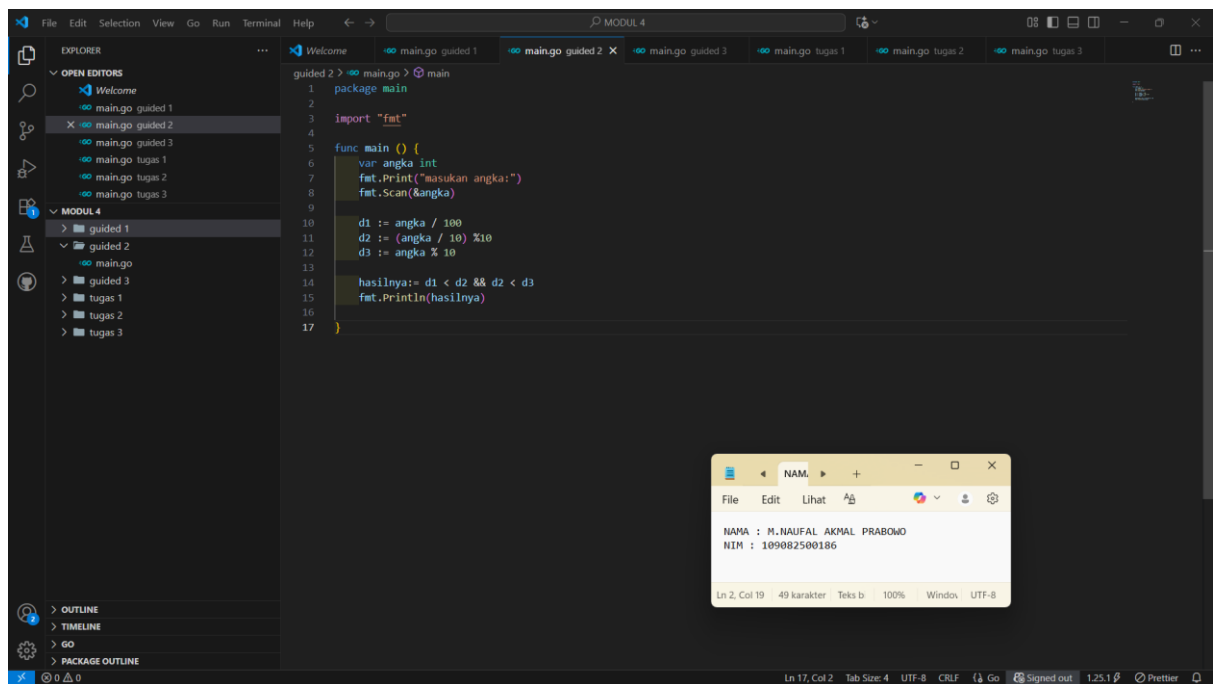 File Edit Selection View Go Run Terminal Help
MODUL 4
EXPLORER
OPEN EDITORS
Welcome
main.go guided 1
main.go guided 2
main.go guided 3
main.go tugas 1
main.go tugas 2
main.go tugas 3
MODUL 4
guided 1
guided 2
main.go
guided 3
tugas 1
tugas 2
tugas 3
OUTLINE
TIMELINE
GO
PACKAGE OUTLINE
Welcome main.go guided 1 main.go guided 2 main.go guided 3 main.go tugas 1 main.go tugas 2 main.go tugas 3
guided 2 > main.go > main
1 package main
2
3 import "fmt"
4
5 func main () {
6 var angka int
7 fmt.Print("masukan angka:")
8 fmt.Scan(&angka)
9
10 d1 := angka / 100
11 d2 := (angka / 10) %10
12 d3 := angka % 10
13
14 hasilnya:= d1 < d2 && d2 < d3
15 fmt.Println(hasilnya)
16
17 }
NAM
File Edit Lihat
NAMA : M.NAUFAL AKMAL PRABOWO
NIM : 109082500186
Ln 2, Col 19 49 karakter Teks b 100% Windo UTF-8
0 0 Ln 17, Col 2 Tab Size: 4 UTF-8 CRLF Go Signed out 1.25.1 Prettier